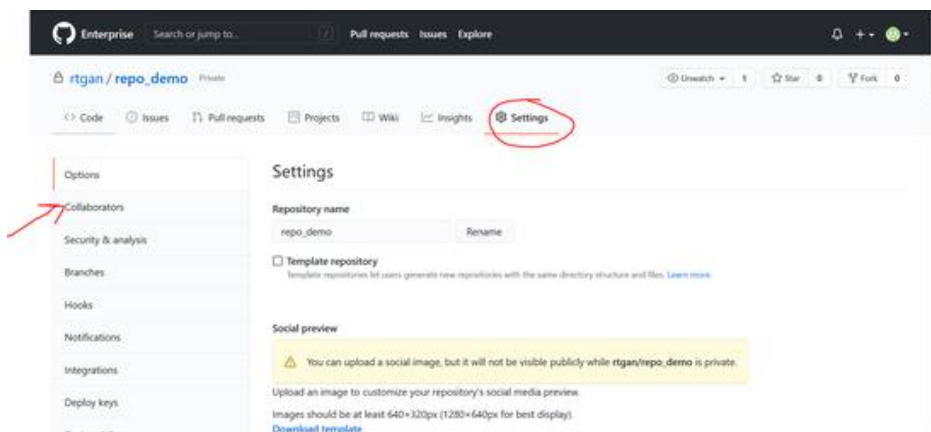 Enterprise Search or jump to... / Pull requests Issues Explore
rtgan / repo_demo Private Unwatch 1 Star 0 Fork 0
Code Issues Pull requests Projects Wiki Insights Settings
Options
Collaborators
Security & analysis
Branches
Hooks
Notifications
Integrations
Deploy keys
Settings
Repository name
repo_demo Rename
Template repository
Template repositories let users generate new repositories with the same directory structure and files. Learn more.
Social preview
You can upload a social image, but it will not be visible publicly while rtgan/repo_demo is private.
Upload an image to customize your repository's social media preview.
Images should be at least 640×320px (1280×640px for best display).
Download template